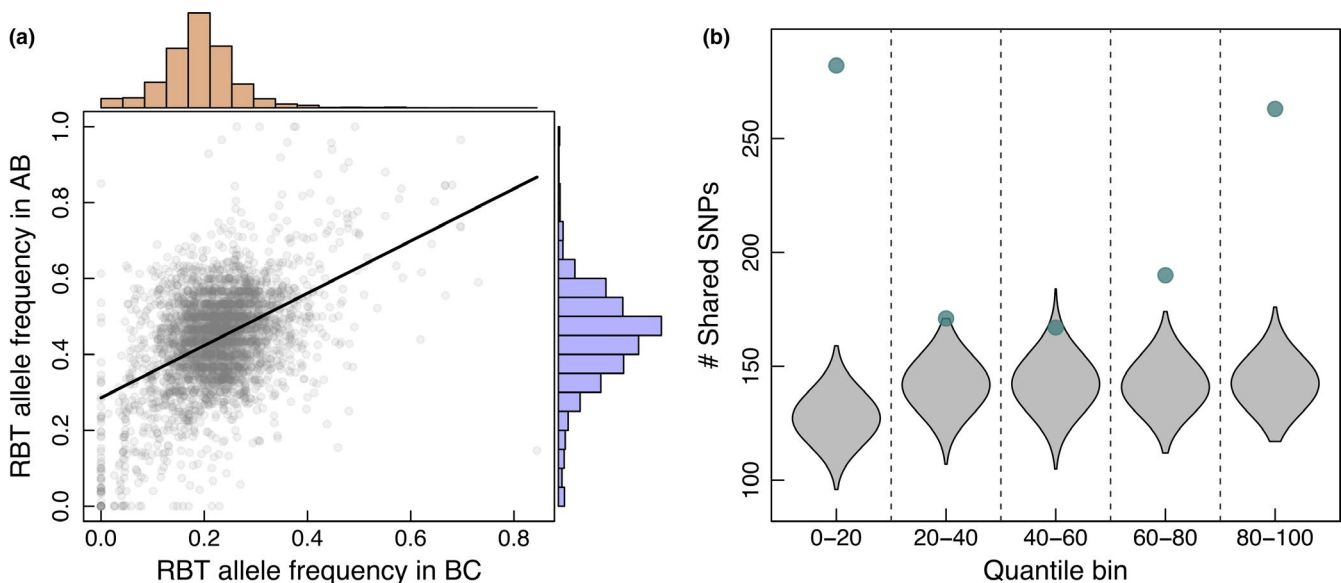 (a)
1.0
0.8
0.6
0.4
0.2
0.0
RBT allele frequency in AB
0.0 0.2 0.4 0.6 0.8
RBT allele frequency in BC
(b)
250
200
150
100
# Shared SNPs
0–20 20–40 40–60 60–80 80–100
Quantile bin